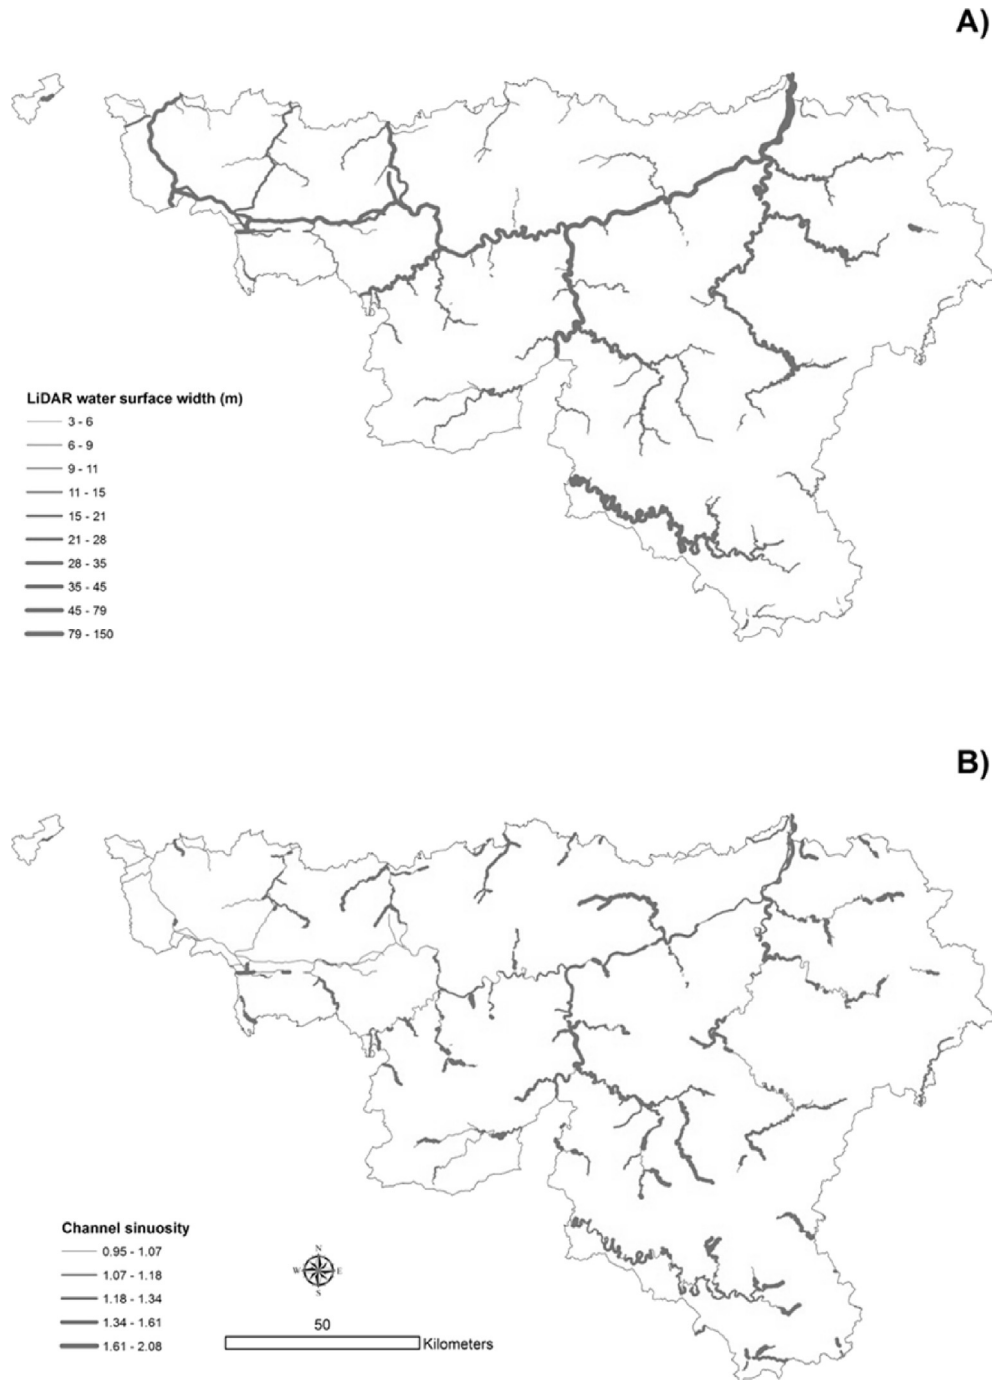 A)
LiDAR water surface width (m)
3 - 6
6 - 9
9 - 11
11 - 15
15 - 21
21 - 28
28 - 35
35 - 45
45 - 79
79 - 150
B)
Channel sinuosity
0.95 - 1.07
1.07 - 1.18
1.18 - 1.34
1.34 - 1.61
1.61 - 2.08
N
W E
S
50
Kilometers